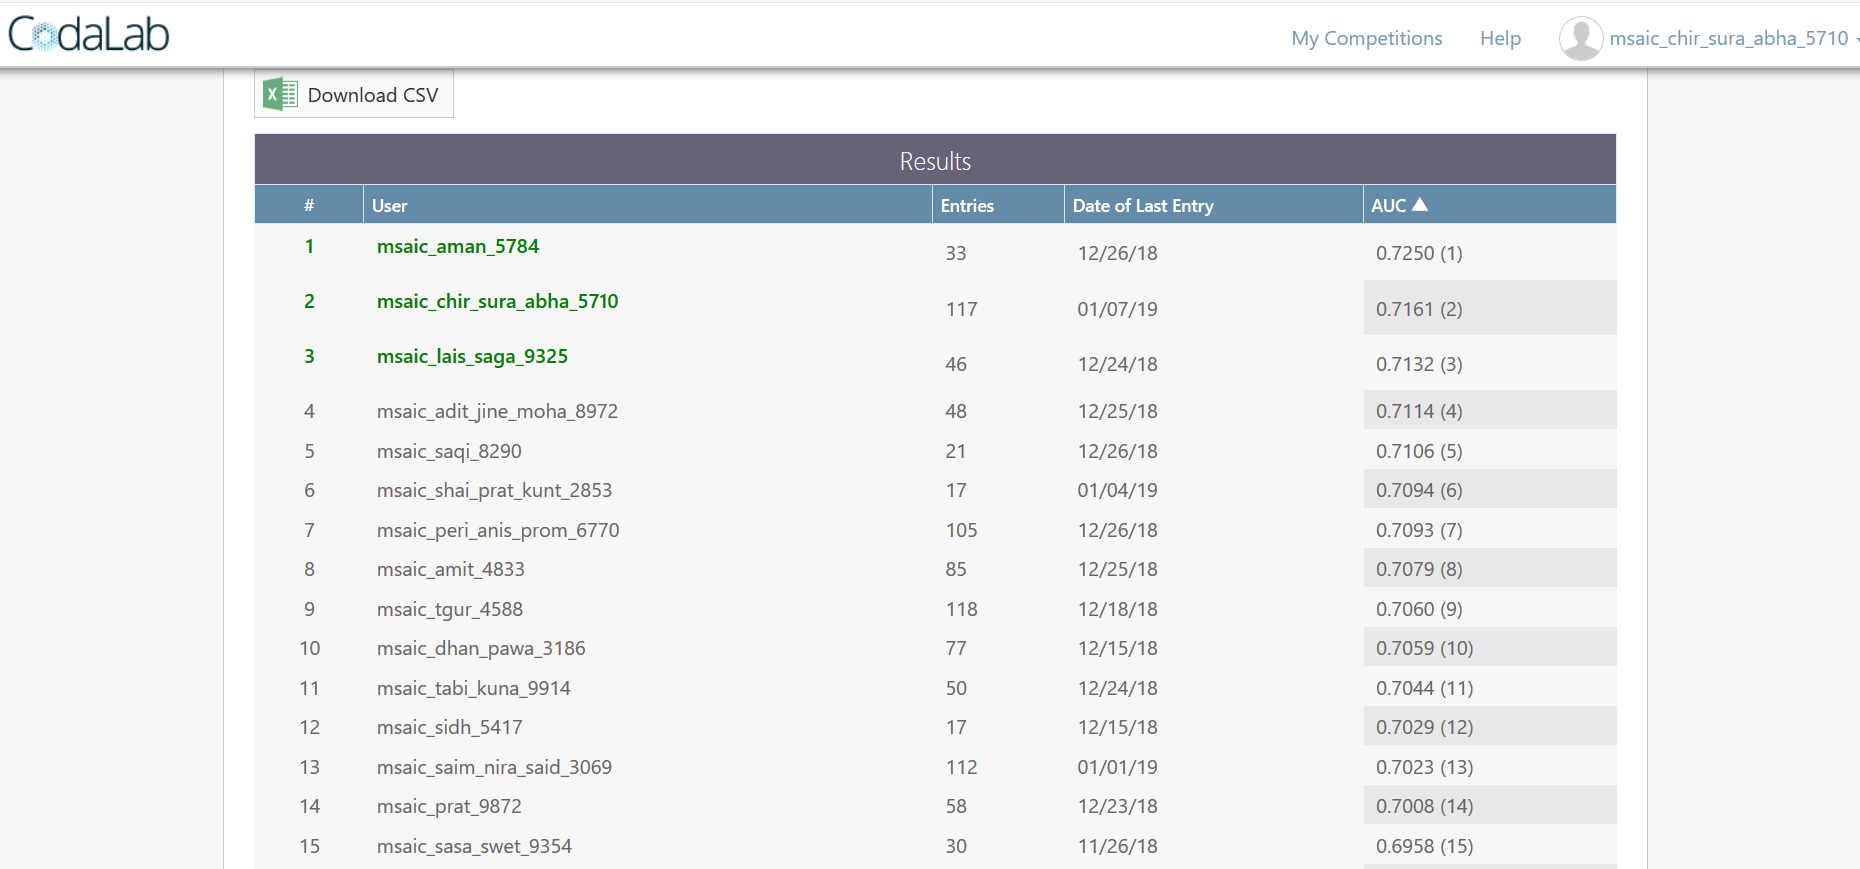 CodaLab
My Competitions Help msaic_chir_sura_abha_5710
Download CSV
Results
# User Entries Date of Last Entry AUC ▲
1 msaic_aman_5784 33 12/26/18 0.7250 (1)
2 msaic_chir_sura_abha_5710 117 01/07/19 0.7161 (2)
3 msaic_lais_saga_9325 46 12/24/18 0.7132 (3)
4 msaic_adit_jine_moha_8972 48 12/25/18 0.7114 (4)
5 msaic_saqi_8290 21 12/26/18 0.7106 (5)
6 msaic_shai_prat_kunt_2853 17 01/04/19 0.7094 (6)
7 msaic_peri_anis_prom_6770 105 12/26/18 0.7093 (7)
8 msaic_amit_4833 85 12/25/18 0.7079 (8)
9 msaic_tgur_4588 118 12/18/18 0.7060 (9)
10 msaic_dhan_pawa_3186 77 12/15/18 0.7059 (10)
11 msaic_tabi_kuna_9914 50 12/24/18 0.7044 (11)
12 msaic_sidh_5417 17 12/15/18 0.7029 (12)
13 msaic_saim_nira_said_3069 112 01/01/19 0.7023 (13)
14 msaic_prat_9872 58 12/23/18 0.7008 (14)
15 msaic_sasa_swet_9354 30 11/26/18 0.6958 (15)